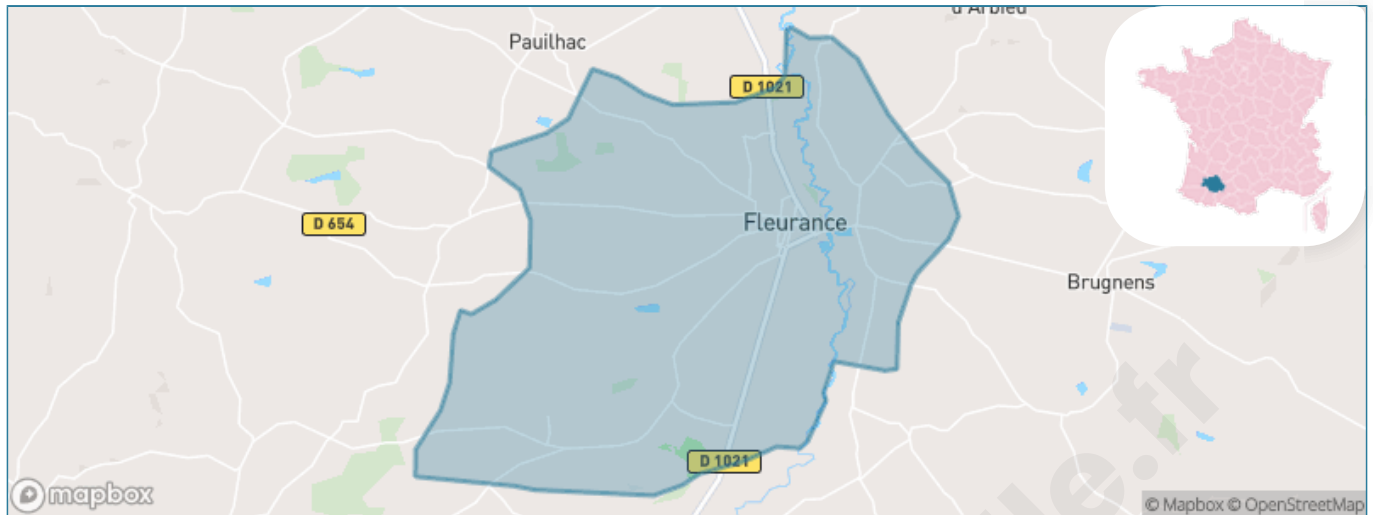 d'Arbieu
Pauilhac
D 1021
D 654
Fleurance
Brugnens
D 1021
mapbox
© Mapbox © OpenStreetMap